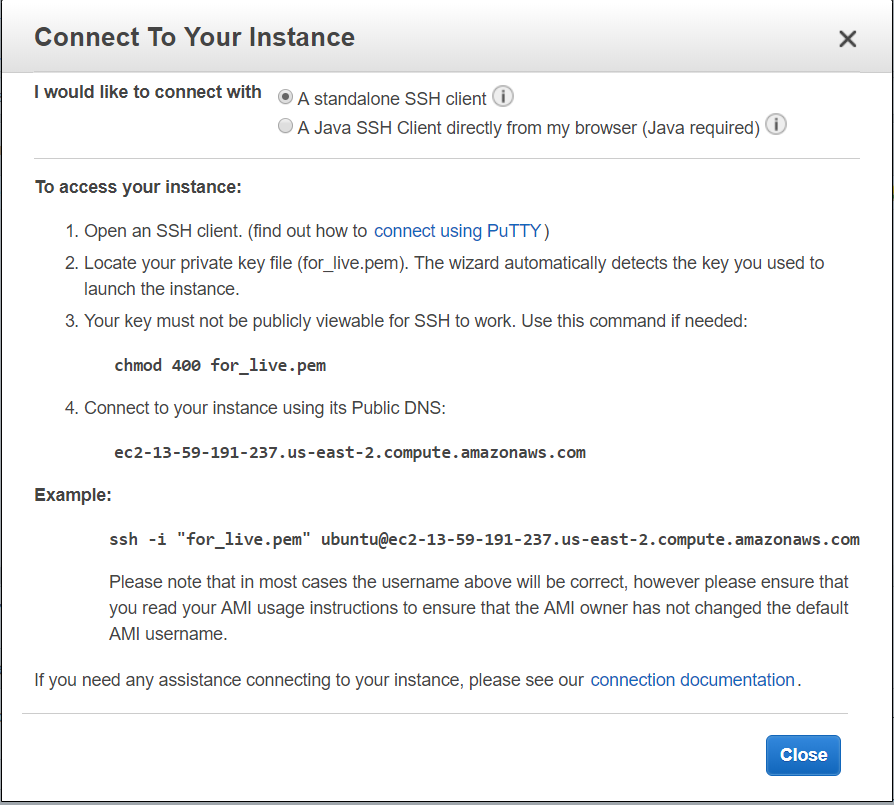 Connect To Your Instance
I would like to connect with
A standalone SSH client
A Java SSH Client directly from my browser (Java required)
To access your instance:
1. Open an SSH client. (find out how to connect using PuTTY)
2. Locate your private key file (for_live.pem). The wizard automatically detects the key you used to
launch the instance.
3. Your key must not be publicly viewable for SSH to work. Use this command if needed:
chmod 400 for_live.pem
4. Connect to your instance using its Public DNS:
ec2-13-59-191-237.us-east-2.compute.amazonaws.com
Example:
ssh -i "for_live.pem" ubuntu@ec2-13-59-191-237.us-east-2.compute.amazonaws.com
Please note that in most cases the username above will be correct, however please ensure that
you read your AMI usage instructions to ensure that the AMI owner has not changed the default
AMI username.
If you need any assistance connecting to your instance, please see our connection documentation.
Close